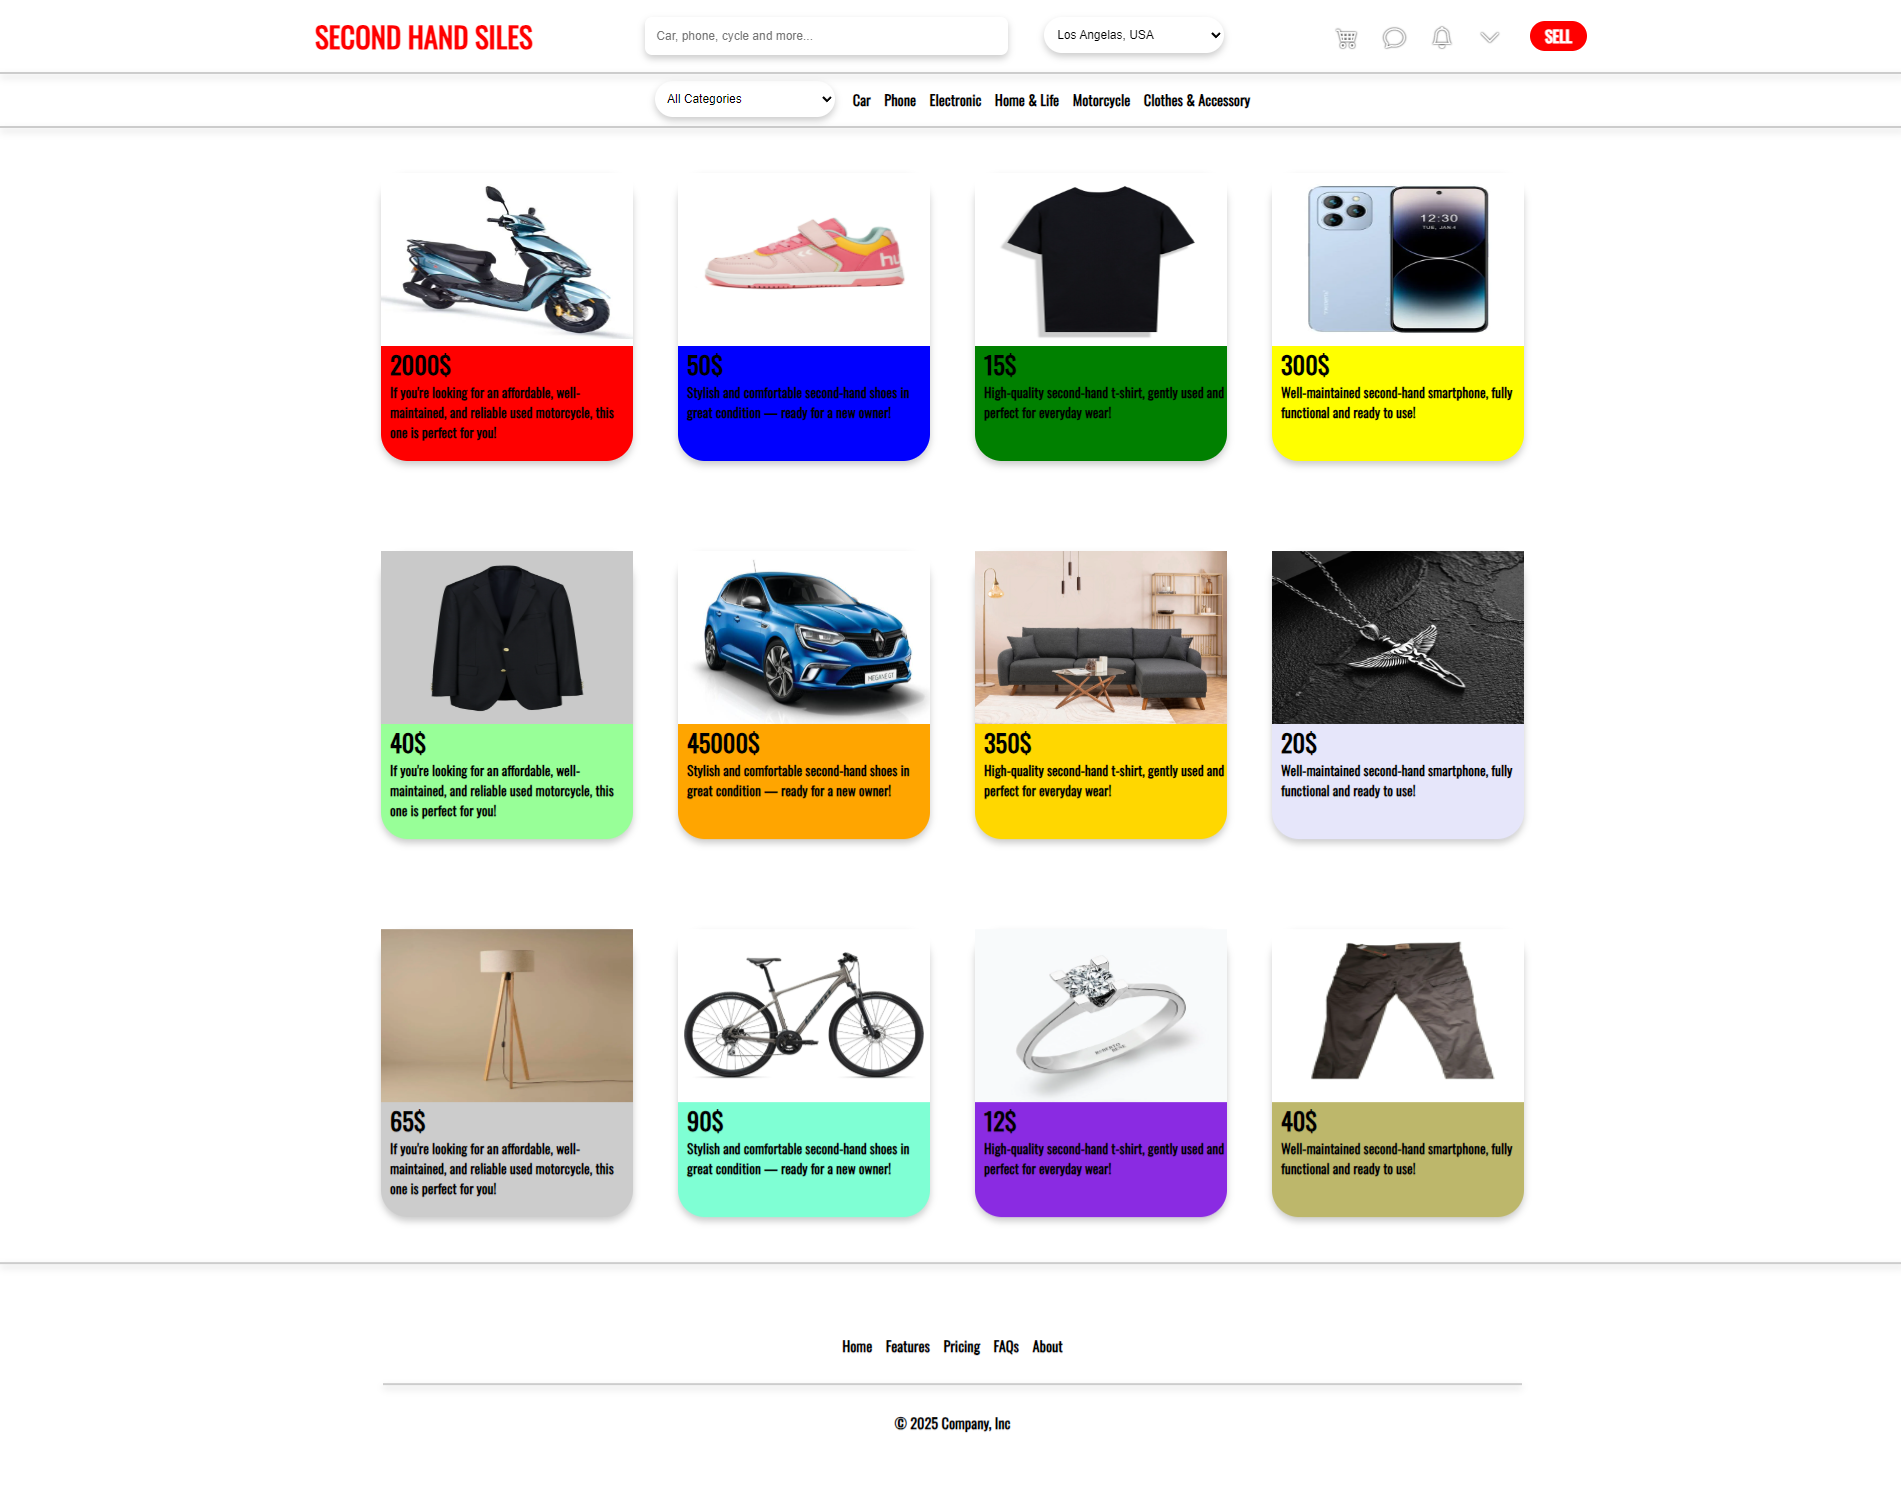 SECOND HAND SILES
Car, phone, cycle and more...
Los Angelas, USA
SELL
All Categories
Car Phone Electronic Home & Life Motorcycle Clothes & Accessory
12:30
TUE, JAN 4
hu
2000$
If you're looking for an affordable, well-
maintained, and reliable used motorcycle, this
one is perfect for you!
50$
Stylish and comfortable second-hand shoes in
great condition — ready for a new owner!
15$
High-quality second-hand t-shirt, gently used and
perfect for everyday wear!
300$
Well-maintained second-hand smartphone, fully
functional and ready to use!
MEGANE GT
40$
If you're looking for an affordable, well-
maintained, and reliable used motorcycle, this
one is perfect for you!
45000$
Stylish and comfortable second-hand shoes in
great condition — ready for a new owner!
350$
High-quality second-hand t-shirt, gently used and
perfect for everyday wear!
20$
Well-maintained second-hand smartphone, fully
functional and ready to use!
65$
If you're looking for an affordable, well-
maintained, and reliable used motorcycle, this
one is perfect for you!
90$
Stylish and comfortable second-hand shoes in
great condition — ready for a new owner!
12$
High-quality second-hand t-shirt, gently used and
perfect for everyday wear!
40$
Well-maintained second-hand smartphone, fully
functional and ready to use!
Home Features Pricing FAQs About
© 2025 Company, Inc